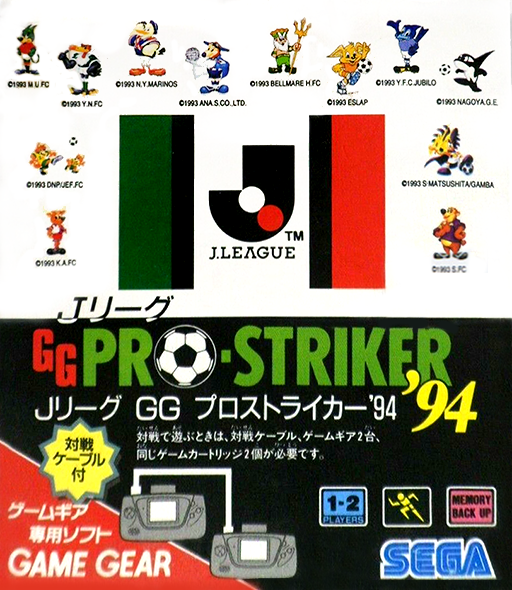 ©1993 M.U.FC
©1993 Y.N.FC
©1993 N.Y.MARINOS
©1993 ANA.S.CO.,LTD.
©1993 BELLMARE H.FC
©1993 ESLAP
©1993 Y.F.C JUBILO
©1993 NAGOYA.G.E.
©1993 DNP/JEF.FC
©1993 S・MATSUSHITA/GAMBA
©1993 K.A.FC
©1993 S.FC
J.LEAGUE
TM
Jリーグ
GG PRO・STRIKER
'94
Jリーグ GG プロストライカー'94
対戦で遊ぶときは、対戦ケーブル、ゲームギア2台、
同じゲームカートリッジ2個が必要です。
対戦
ケーブル
付
ゲームギア
専用ソフト
GAME GEAR
1-2
PLAYERS
MEMORY
BACK UP
SEGA